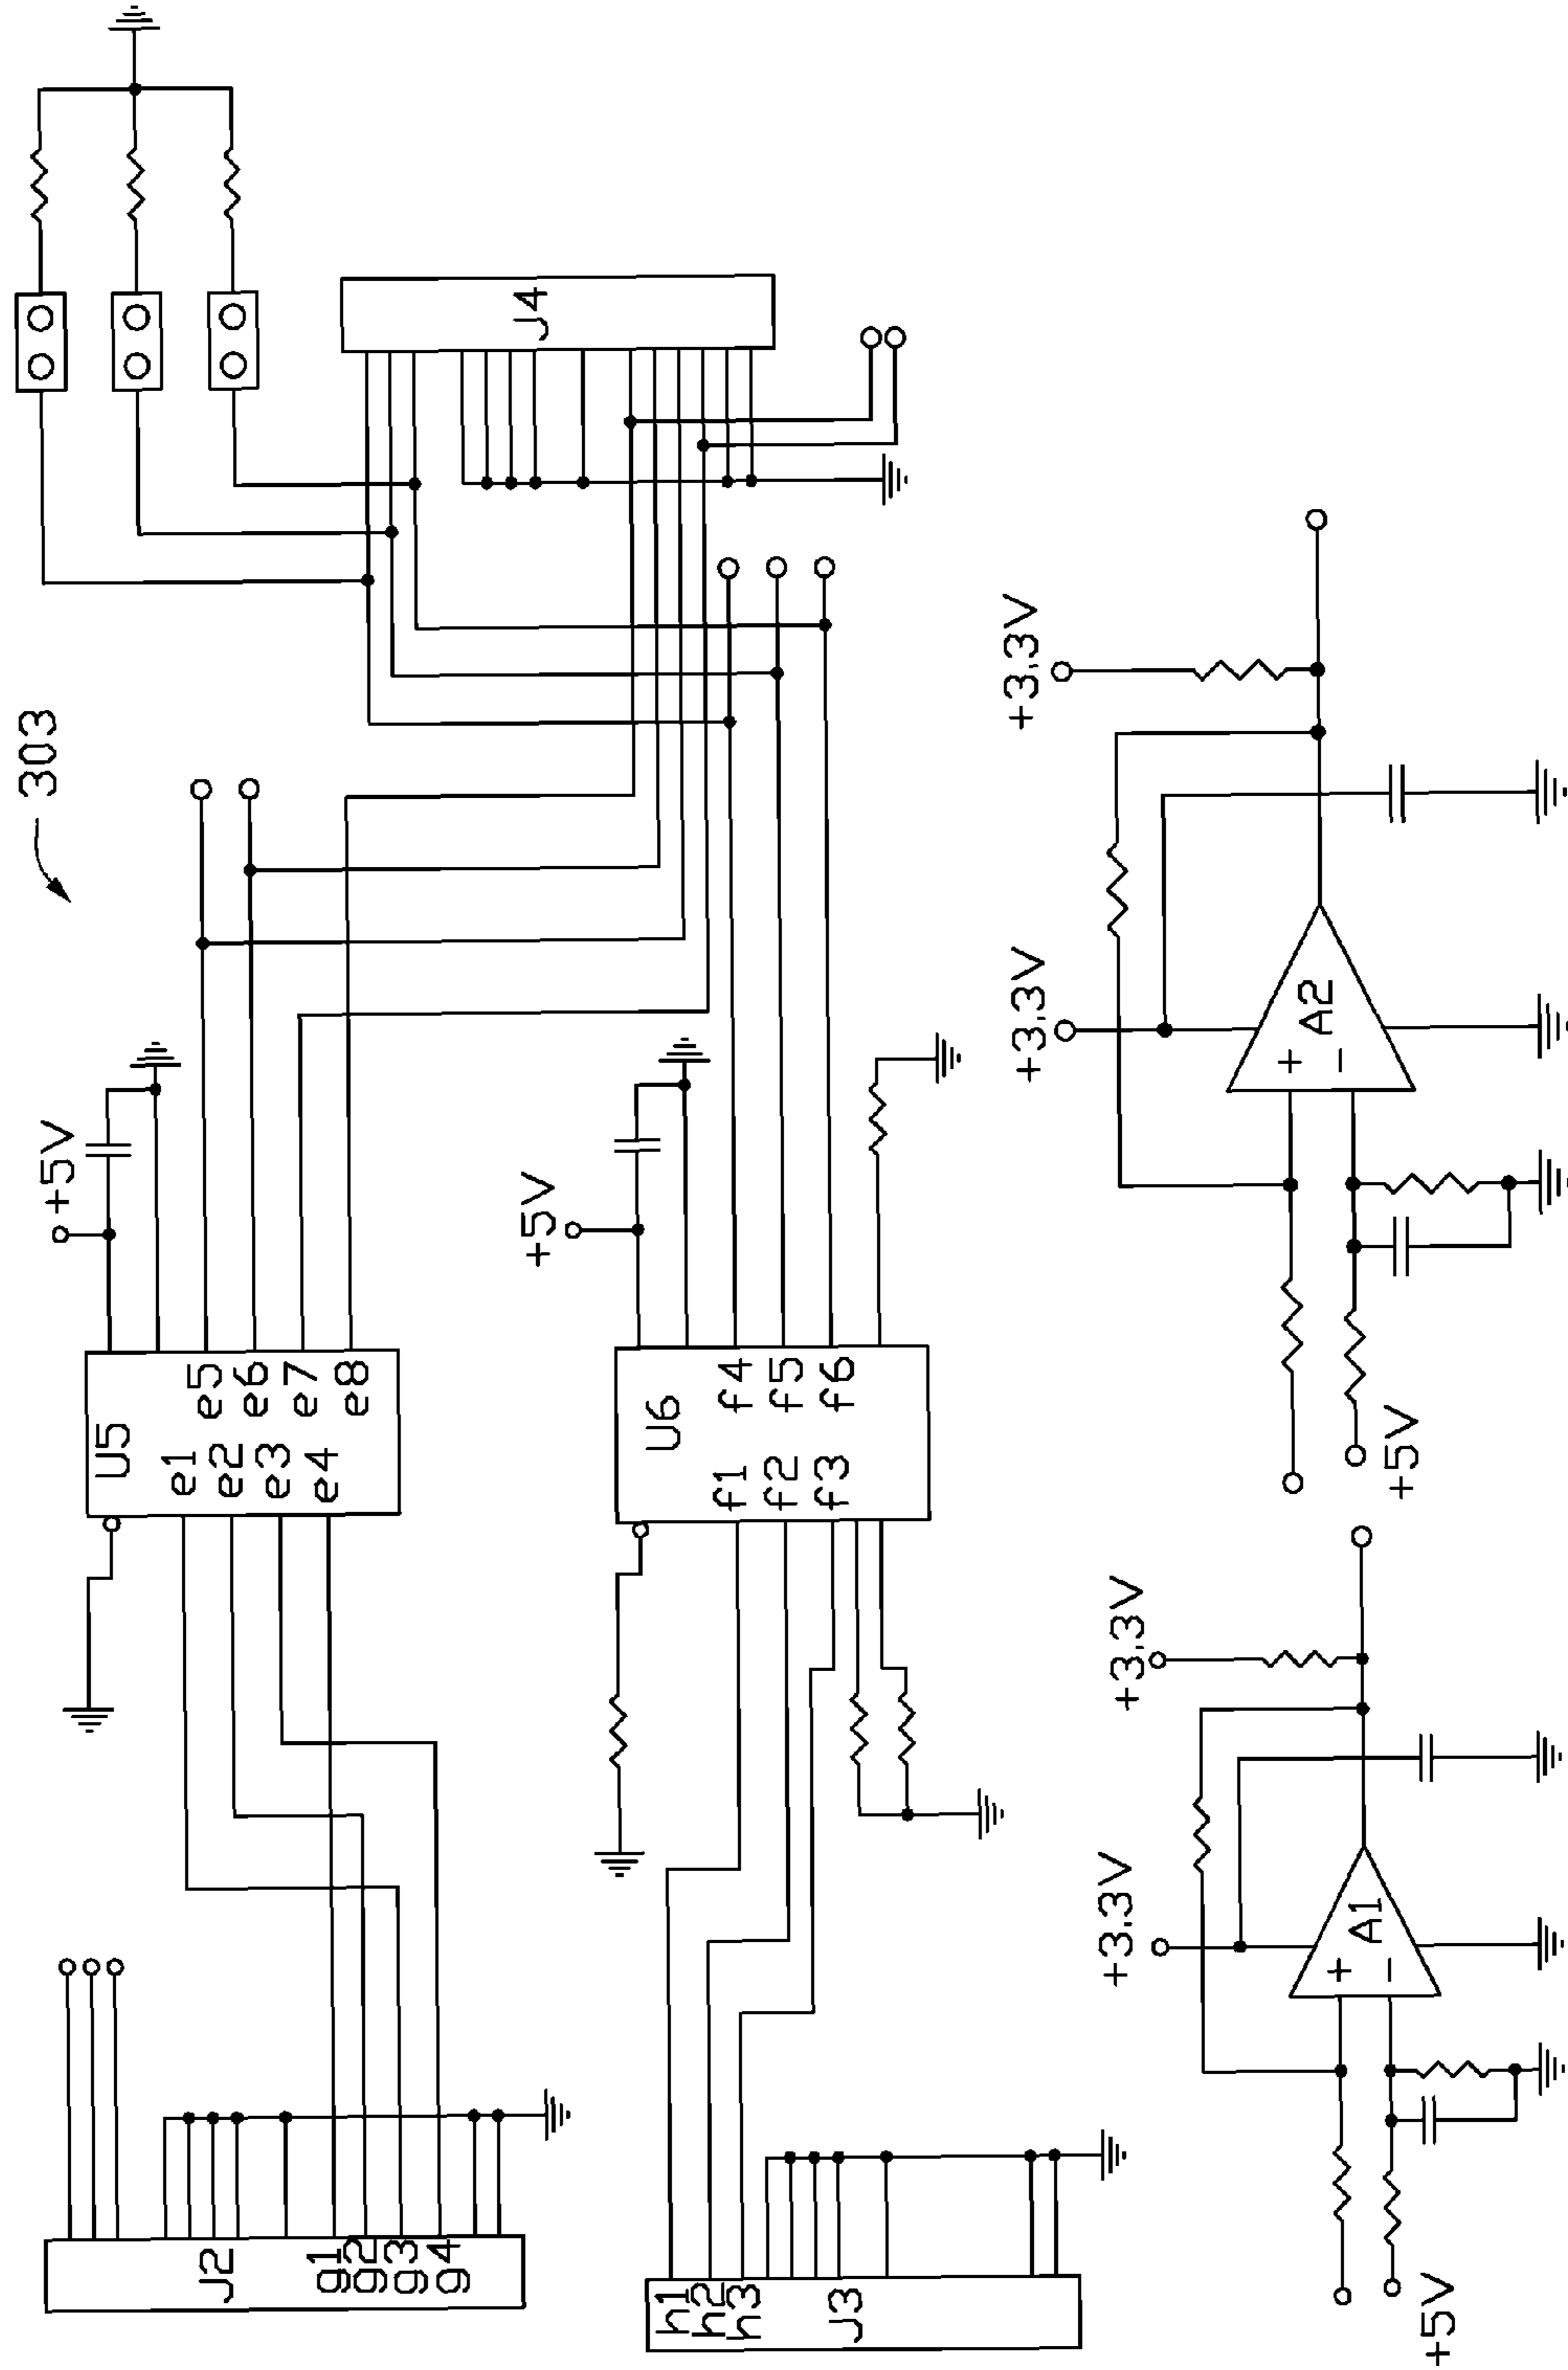 303
+5V
U5
e1
e2
e3
e4
e5
e6
e7
e8
J2
g1
g2
g3
g4
J4
+5V
U6
f1
f2
f3
f4
f5
f6
h1
h2
h3
J3
+3.3V
+3.3V
A1
+
−
+5V
+3.3V
+3.3V
A2
+
−
+5V